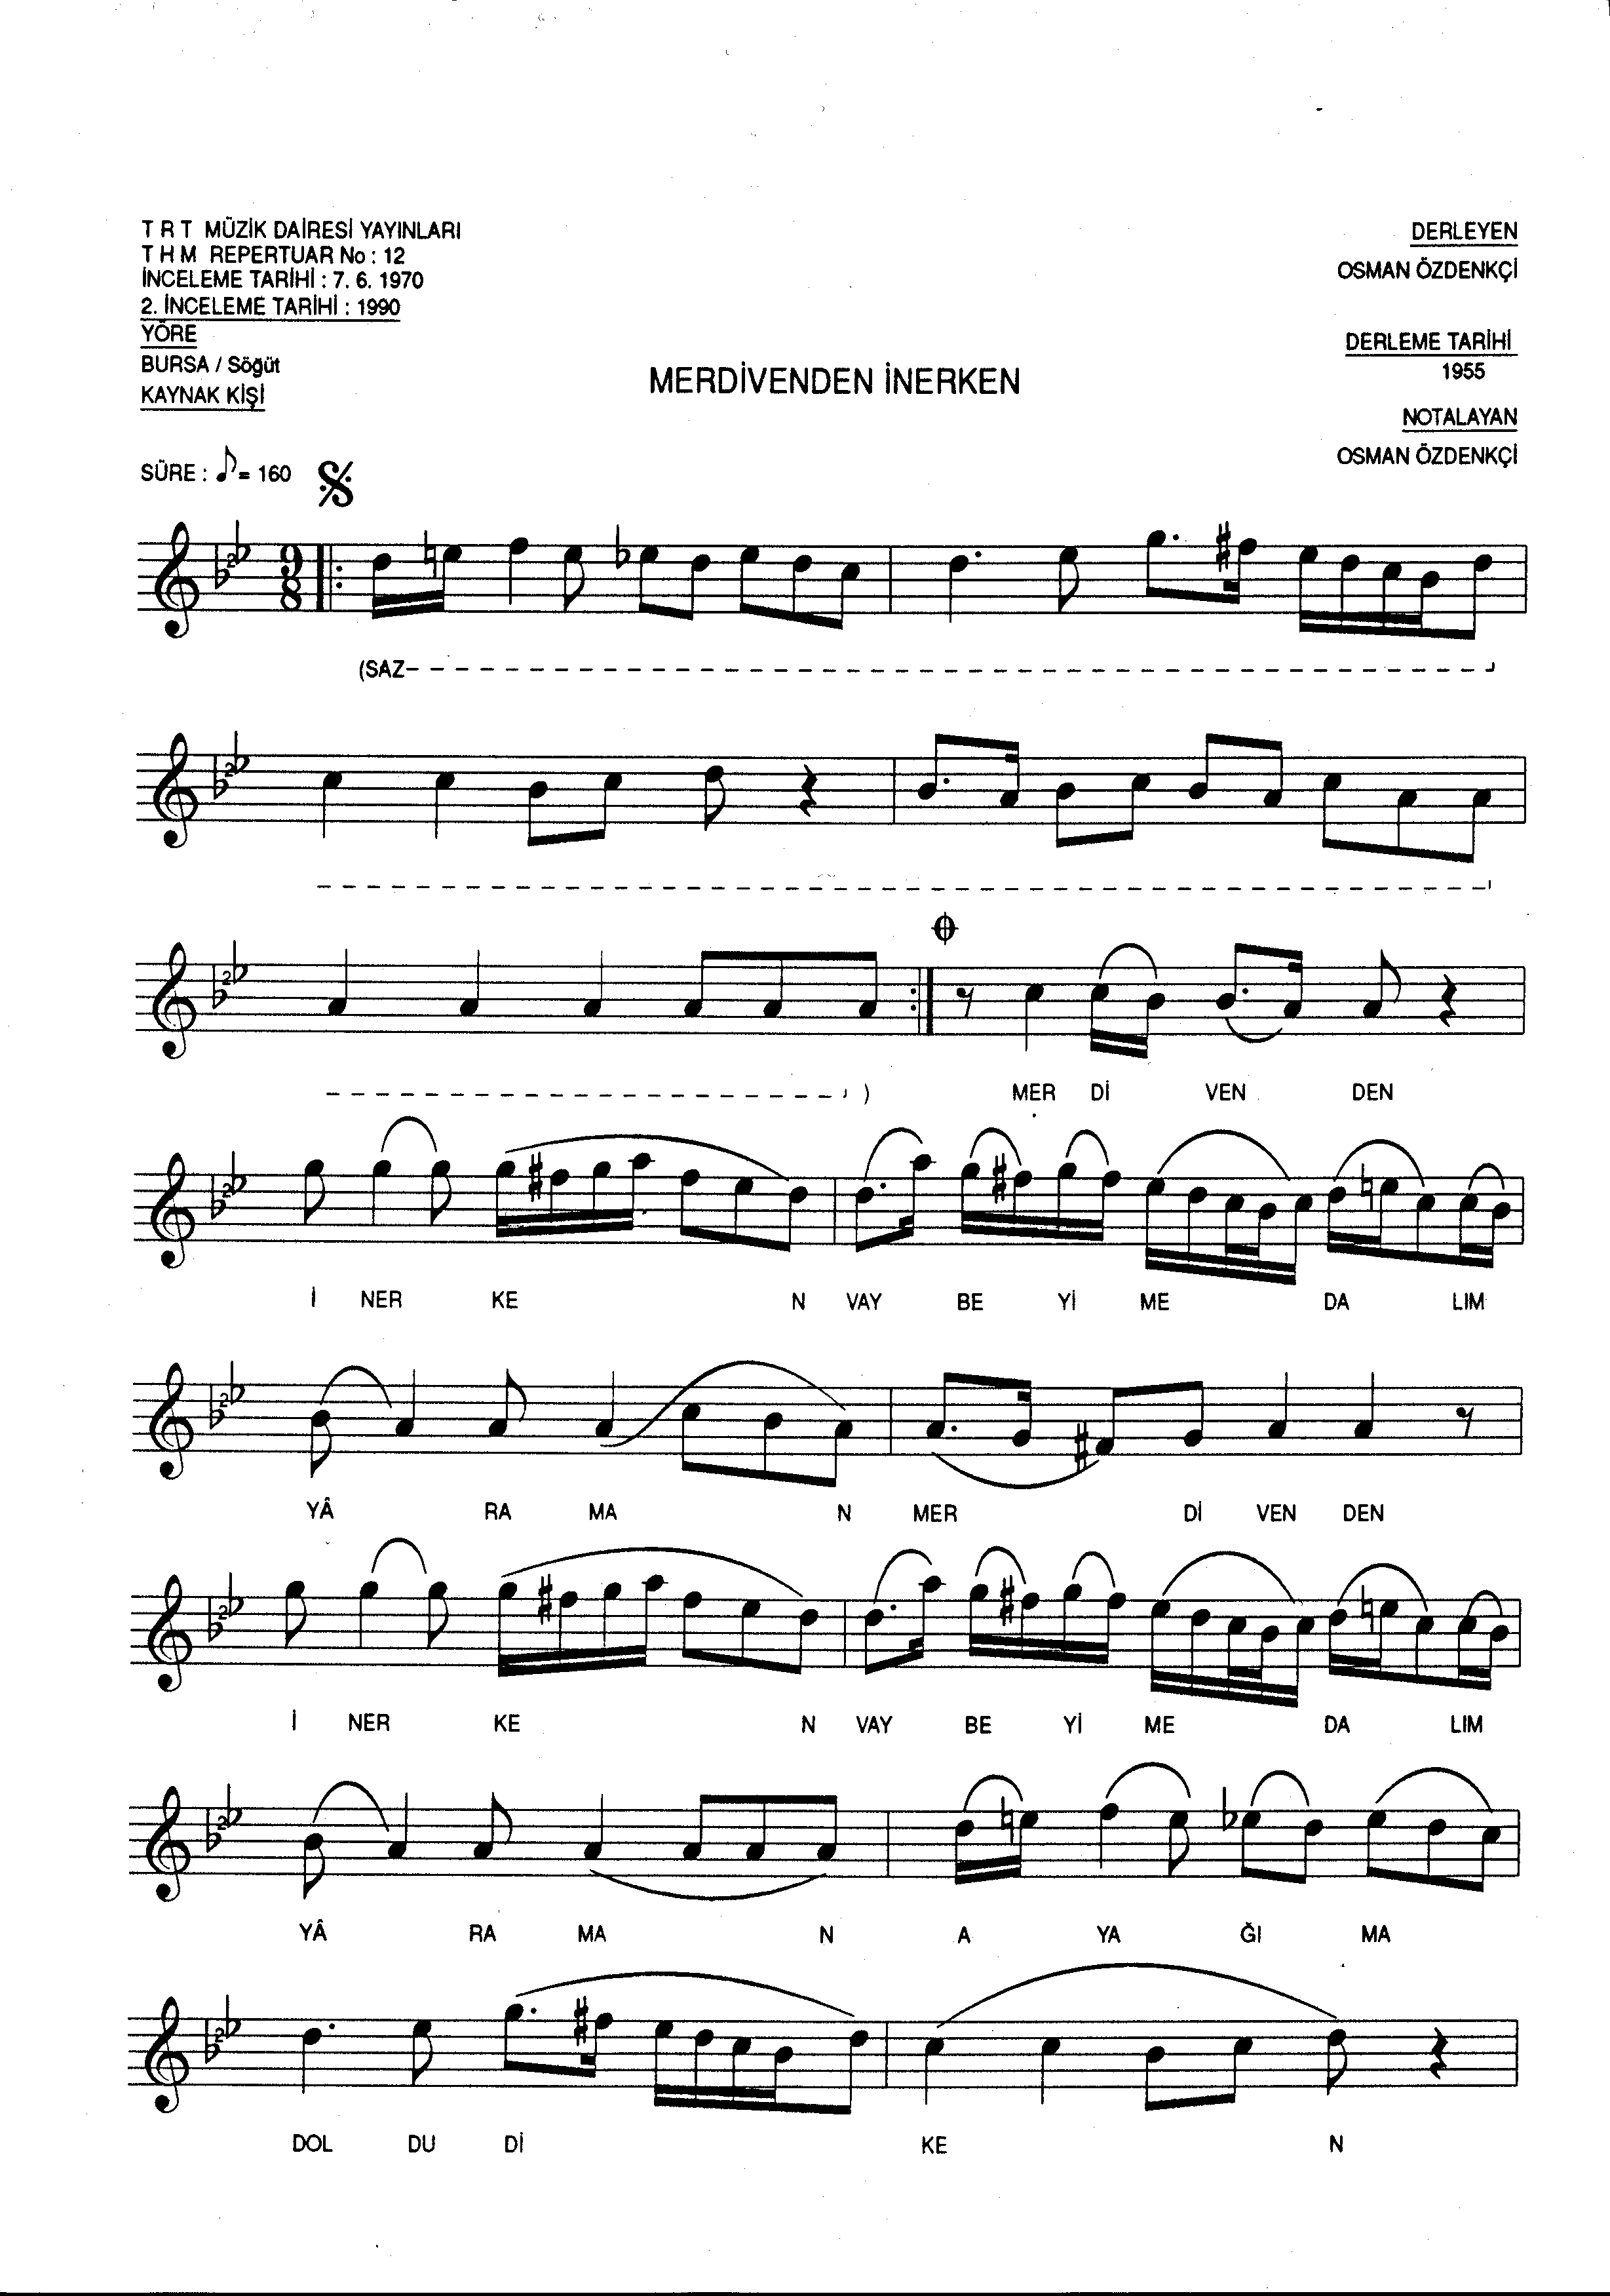 T R T MÜZİK DAİRESİ YAYINLARI
T H M REPERTUAR No : 12
İNCELEME TARİHİ : 7. 6. 1970
2. İNCELEME TARİHİ : 1990
YÖRE
BURSA / Söğüt
KAYNAK KİŞİ
SÜRE : ♪ = 160
MERDİVENDEN İNERKEN
DERLEYEN
OSMAN ÖZDENKÇİ
DERLEME TARİHİ
1955
NOTALAYAN
OSMAN ÖZDENKÇİ
9
8
(SAZ
)
MER Dİ VEN DEN
İ NER KE N VAY BE Yİ ME DA LIM
YÂ RA MA N MER Dİ VEN DEN
İ NER KE N VAY BE Yİ ME DA LIM
YÂ RA MA N A YA ĞI MA
DOL DU Dİ KE N